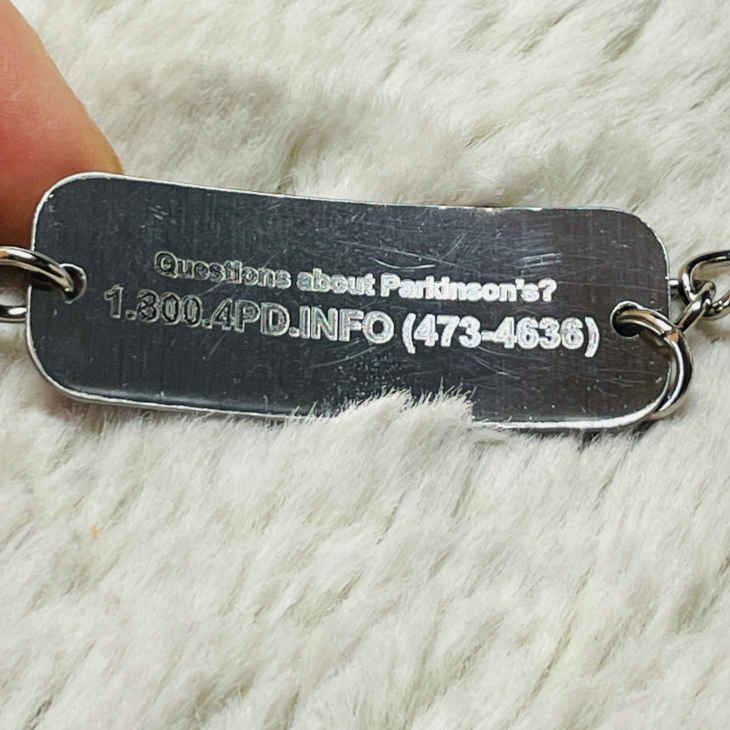 Questions about Parkinson's?
1.800.4PD.INFO (473-4636)